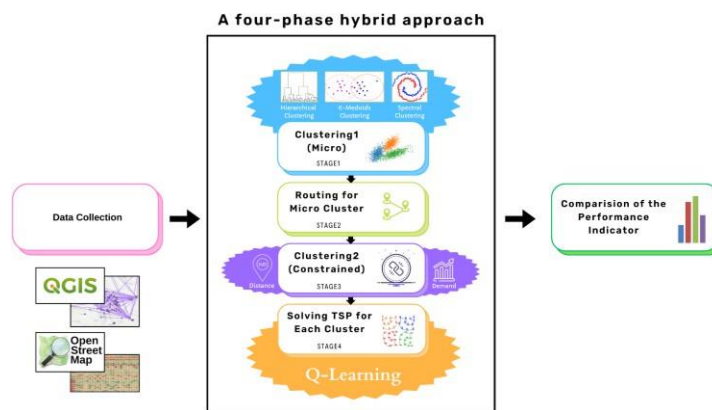 A four-phase hybrid approach
Hierarchical
Clustering
K-Medoids
Clustering
Spectral
Clustering
Clustering1
(Micro)
STAGE1
Routing for
Micro Cluster
STAGE2
Data Collection
Comparision of the
Performance
Indicator
Clustering2
(Constrained)
STAGE3
Distance
Demand
QGIS
Open
Street
Map
Solving TSP for
Each Cluster
STAGE4
Q-Learning